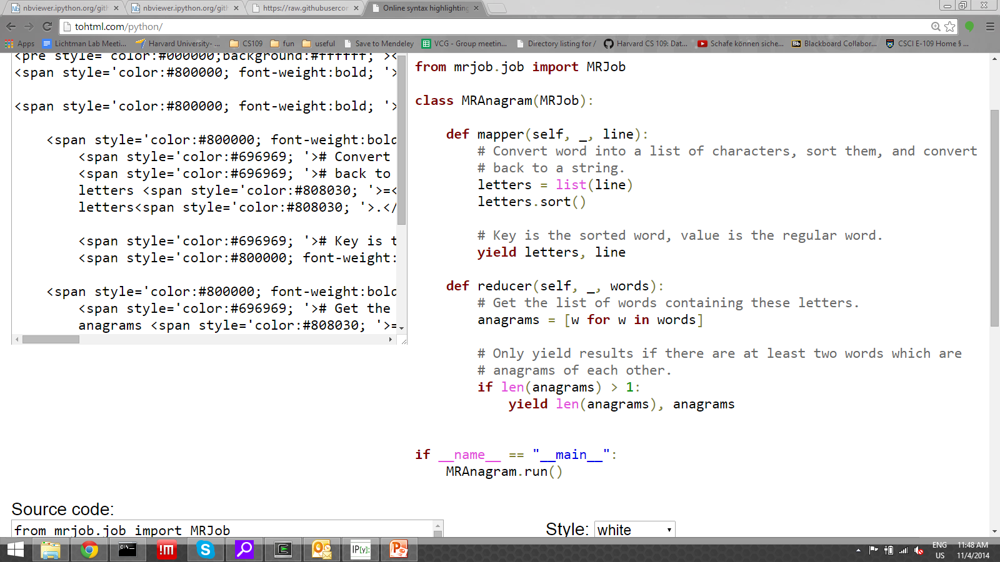 nbviewer.ipython.org/gith
nbviewer.ipython.org/gith
https://raw.githubusercor
Online syntax highlighting
tohtml.com/python/
Apps
Lichtman Lab Meeti...
Harvard University- ...
CS109
fun
useful
Save to Mendeley
VCG - Group meetin...
Directory listing for /
Harvard CS 109: Dat...
Schafe können siche...
Bb Blackboard Collabor...
CSCI E-109 Home § ...
<pre style='color:#000000;background:#ffffff; '><
<span style='color:#800000; font-weight:bold; '>
<span style='color:#800000; font-weight:bold; '>
<span style='color:#800000; font-weight:bold
<span style='color:#696969; '># Convert
<span style='color:#696969; '># back to
letters <span style='color:#808030; '>=<
letters<span style='color:#808030; '>.</
<span style='color:#696969; '># Key is t
<span style='color:#800000; font-weight:
<span style='color:#800000; font-weight:bold
<span style='color:#696969; '># Get the
anagrams <span style='color:#808030; '>=
from mrjob.job import MRJob
class MRAnagram(MRJob):
def mapper(self, _, line):
# Convert word into a list of characters, sort them, and convert
# back to a string.
letters = list(line)
letters.sort()
# Key is the sorted word, value is the regular word.
yield letters, line
def reducer(self, _, words):
# Get the list of words containing these letters.
anagrams = [w for w in words]
# Only yield results if there are at least two words which are
# anagrams of each other.
if len(anagrams) > 1:
yield len(anagrams), anagrams
if __name__ == "__main__":
MRAnagram.run()
Source code:
from mrjob.job import MRJob
Style: white
C:\_
!m
S
E
IP[y]:
P
ENG
US
11:48 AM
11/4/2014